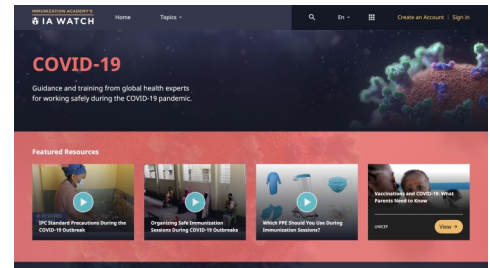 IMMUNIZATION ACADEMY'S
IA WATCH
Home
Topics
En
Create an Account | Sign in
COVID-19
Guidance and training from global health experts
for working safely during the COVID-19 pandemic.
Featured Resources
IPC Standard Precautions During the
COVID-19 Outbreak
Organizing Safe Immunization
Sessions During COVID-19 Outbreaks
Which PPE Should You Use During
Immunization Sessions?
Vaccinations and COVID-19: What
Parents Need to Know
UNICEF
View →